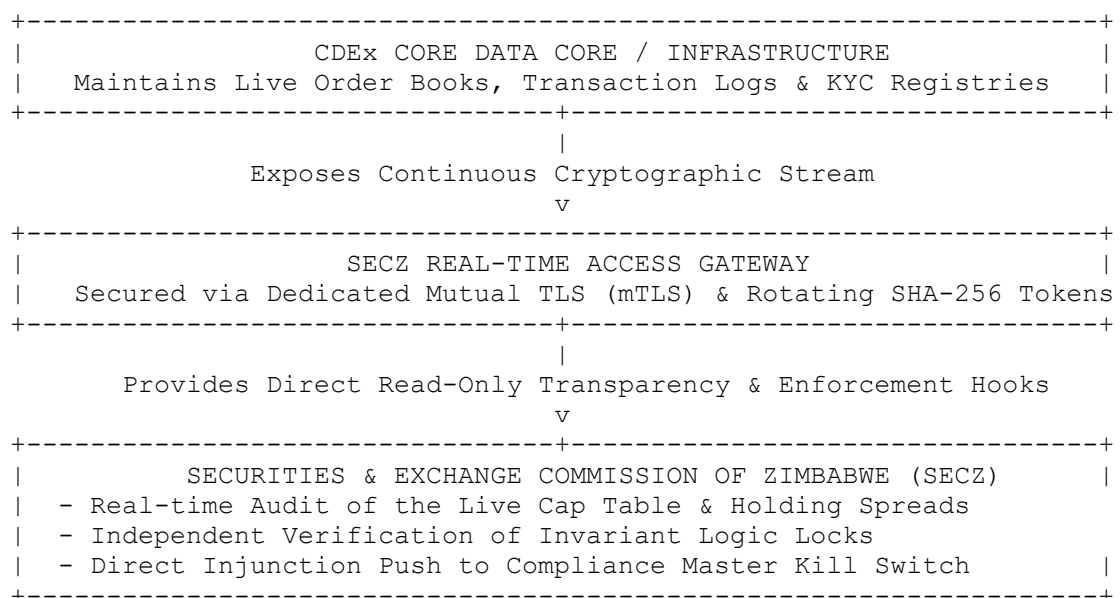 CDEx CORE DATA CORE / INFRASTRUCTURE
Maintains Live Order Books, Transaction Logs & KYC Registries
Exposes Continuous Cryptographic Stream
v
SECZ REAL-TIME ACCESS GATEWAY
Secured via Dedicated Mutual TLS (mTLS) & Rotating SHA-256 Tokens
Provides Direct Read-Only Transparency & Enforcement Hooks
v
SECURITIES & EXCHANGE COMMISSION OF ZIMBABWE (SECZ)
- Real-time Audit of the Live Cap Table & Holding Spreads
- Independent Verification of Invariant Logic Locks
- Direct Injunction Push to Compliance Master Kill Switch